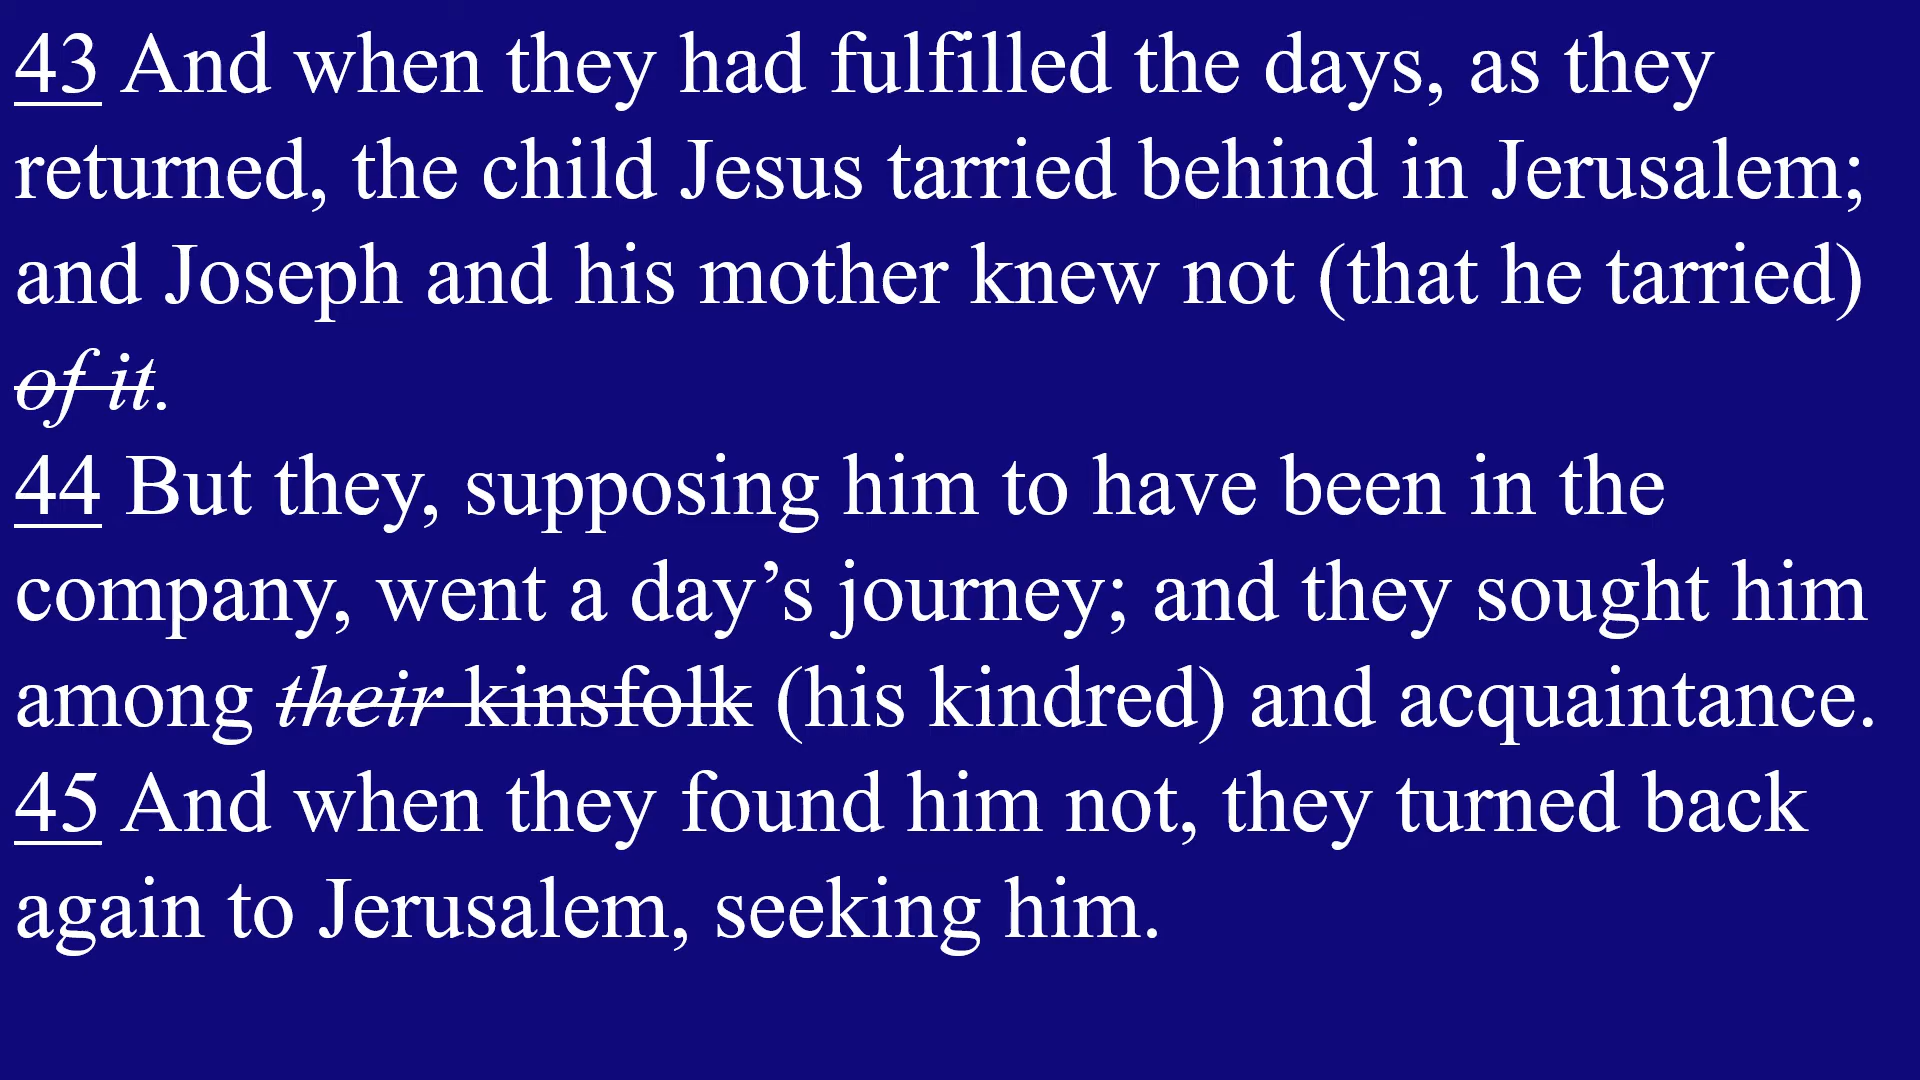 43 And when they had fulfilled the days, as they
returned, the child Jesus tarried behind in Jerusalem;
and Joseph and his mother knew not (that he tarried)
of it.
44 But they, supposing him to have been in the
company, went a day’s journey; and they sought him
among their kinsfolk (his kindred) and acquaintance.
45 And when they found him not, they turned back
again to Jerusalem, seeking him.